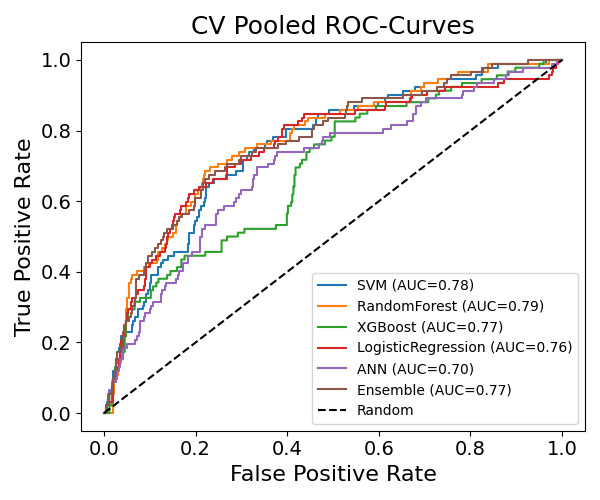 CV Pooled ROC-Curves
True Positive Rate
1.0
0.8
0.6
0.4
0.2
0.0
SVM (AUC=0.78)
RandomForest (AUC=0.79)
XGBoost (AUC=0.77)
LogisticRegression (AUC=0.76)
ANN (AUC=0.70)
Ensemble (AUC=0.77)
Random
0.0 0.2 0.4 0.6 0.8 1.0
False Positive Rate